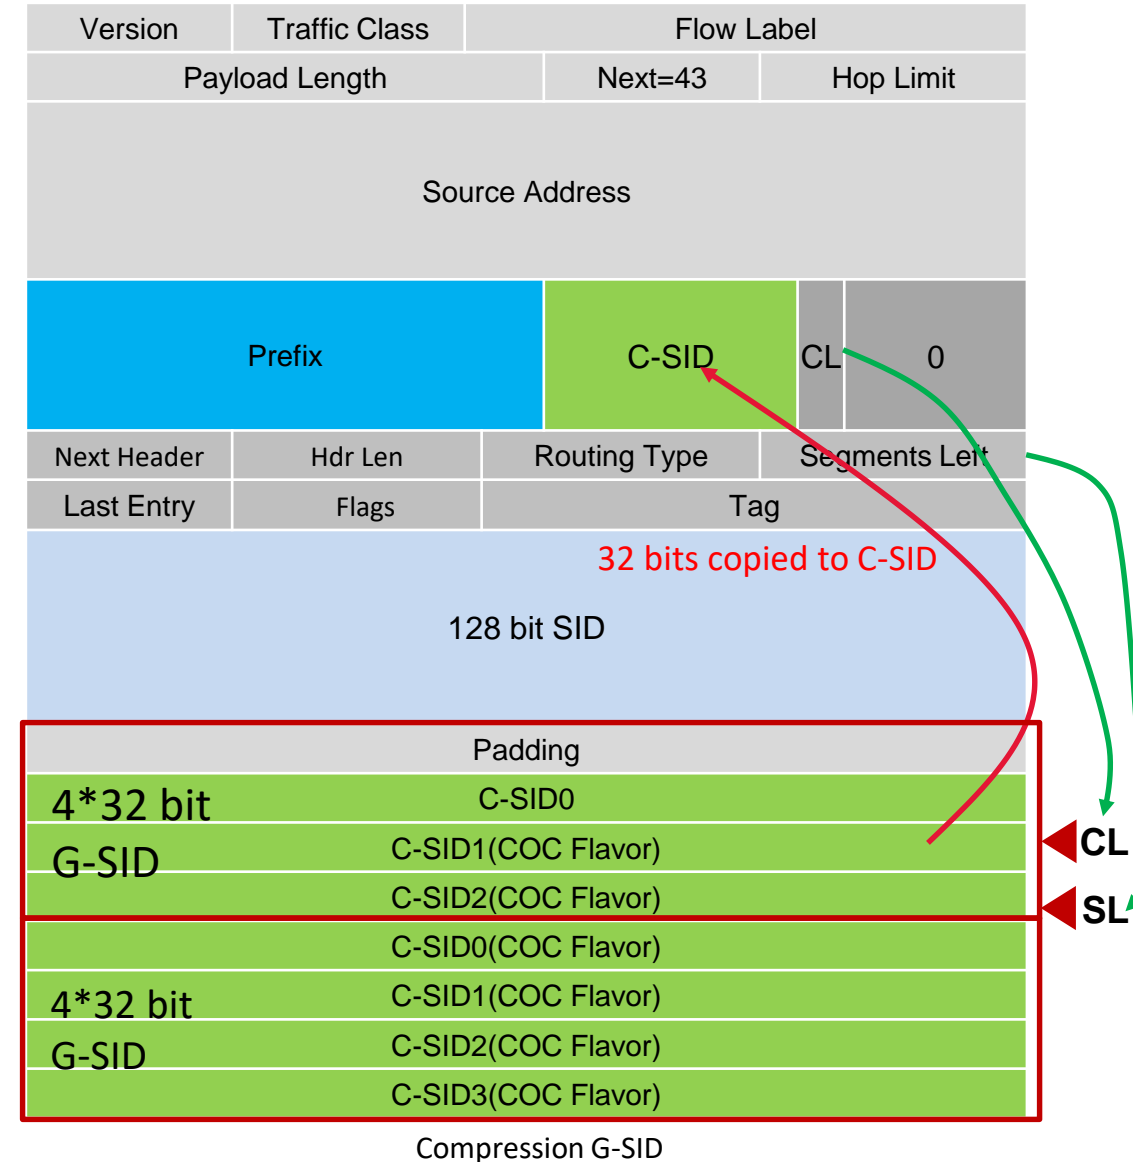 Version Traffic Class Flow Label
Payload Length Next=43 Hop Limit
Source Address
Prefix C-SID CL 0
Next Header Hdr Len Routing Type Segments Left
Last Entry Flags Tag
32 bits copied to C-SID
128 bit SID
Padding
4*32 bit C-SID0
G-SID C-SID1(COC Flavor) CL
C-SID2(COC Flavor) SL
C-SID0(COC Flavor)
4*32 bit C-SID1(COC Flavor)
G-SID C-SID2(COC Flavor)
C-SID3(COC Flavor)
Compression G-SID